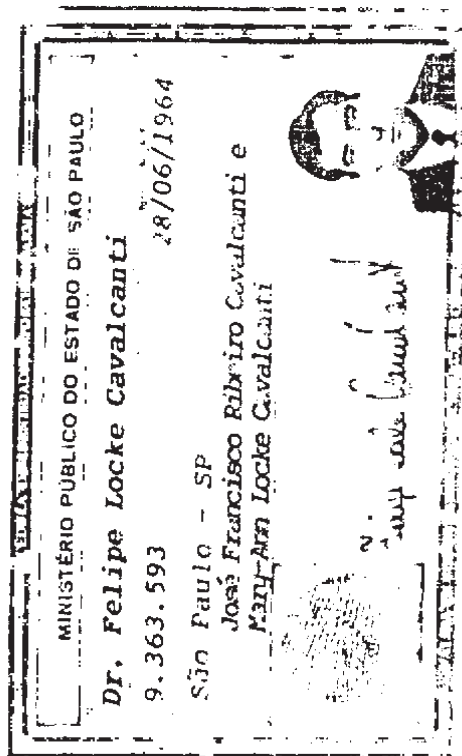 MINISTÉRIO PÚBLICO DO ESTADO DE SÃO PAULO
Dr. Felipe Locke Cavalcanti
9.363.593 28/06/1964
São Paulo - SP
José Francisco Ribeiro Cavalcanti e
Mary-Ann Locke Cavalcanti